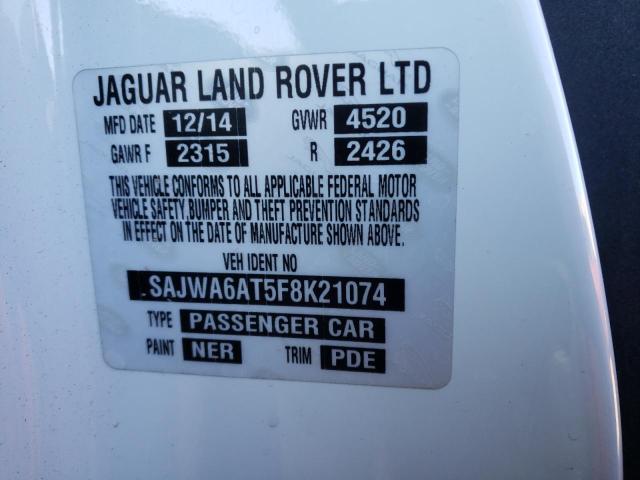 JAGUAR LAND ROVER LTD
MFD DATE 12/14 GVWR 4520
GAWR F 2315 R 2426
THIS VEHICLE CONFORMS TO ALL APPLICABLE FEDERAL MOTOR
VEHICLE SAFETY, BUMPER AND THEFT PREVENTION STANDARDS
IN EFFECT ON THE DATE OF MANUFACTURE SHOWN ABOVE.
VEH IDENT NO
SAJWA6AT5F8K21074
TYPE PASSENGER CAR
PAINT NER TRIM PDE